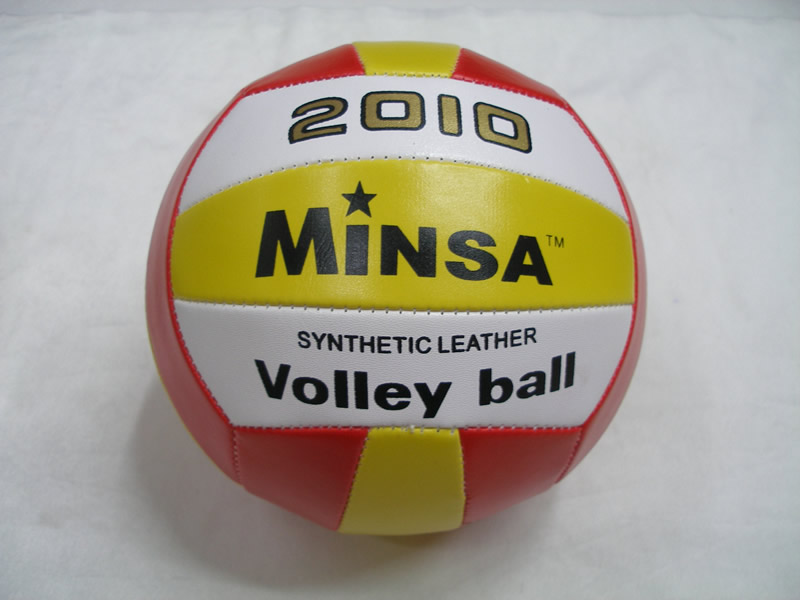 2010
MiNSA™
SYNTHETIC LEATHER
Volley ball